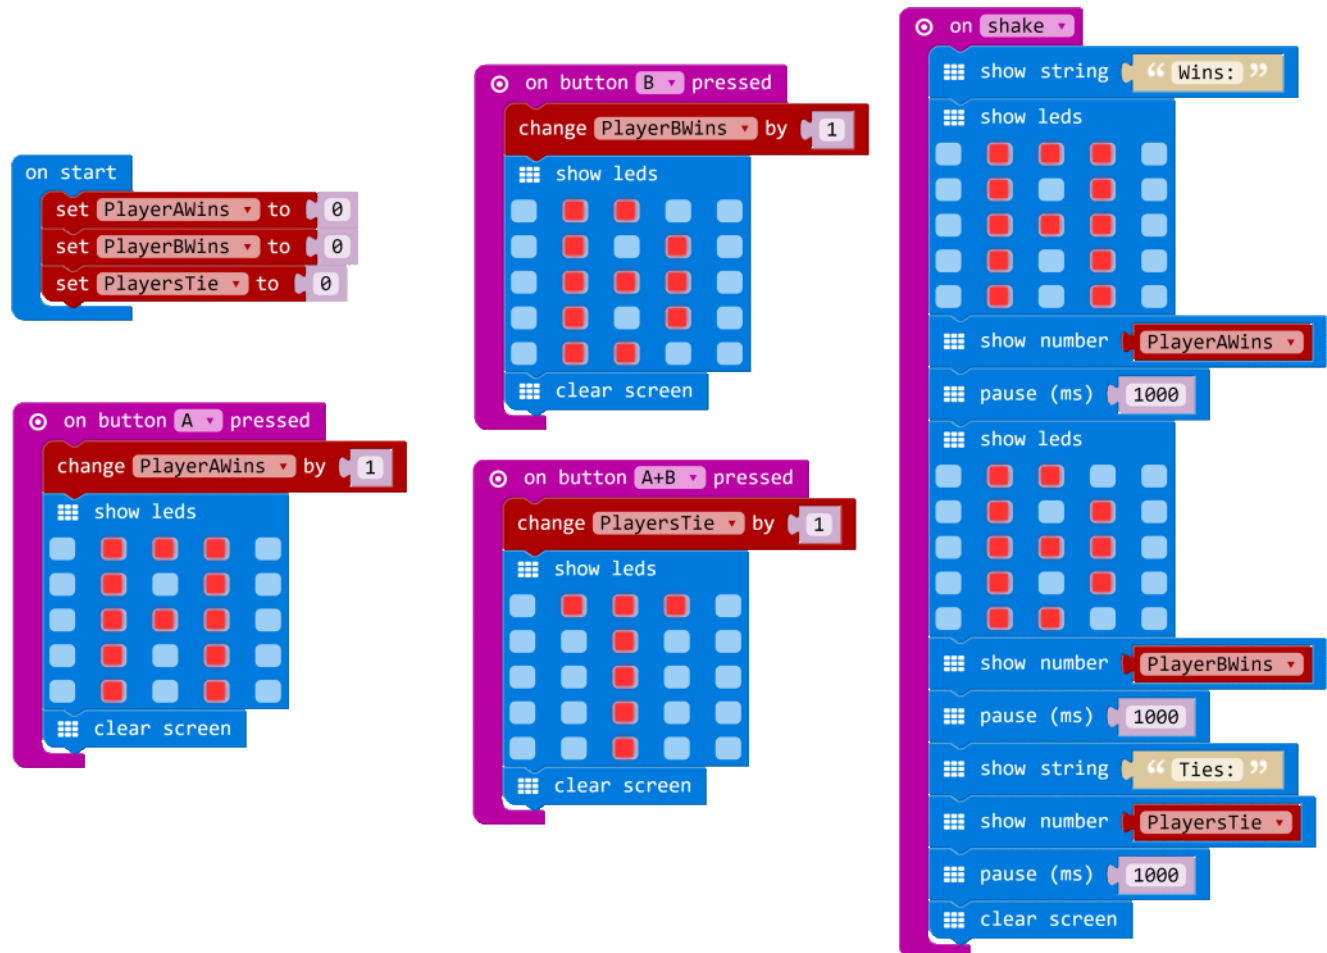 on start
set PlayerAWins to 0
set PlayerBWins to 0
set PlayersTie to 0
on button A pressed
change PlayerAWins by 1
show leds
clear screen
on button B pressed
change PlayerBWins by 1
show leds
clear screen
on button A+B pressed
change PlayersTie by 1
show leds
clear screen
on shake
show string “ Wins: ”
show leds
show number PlayerAWins
pause (ms) 1000
show leds
show number PlayerBWins
pause (ms) 1000
show string “ Ties: ”
show number PlayersTie
pause (ms) 1000
clear screen